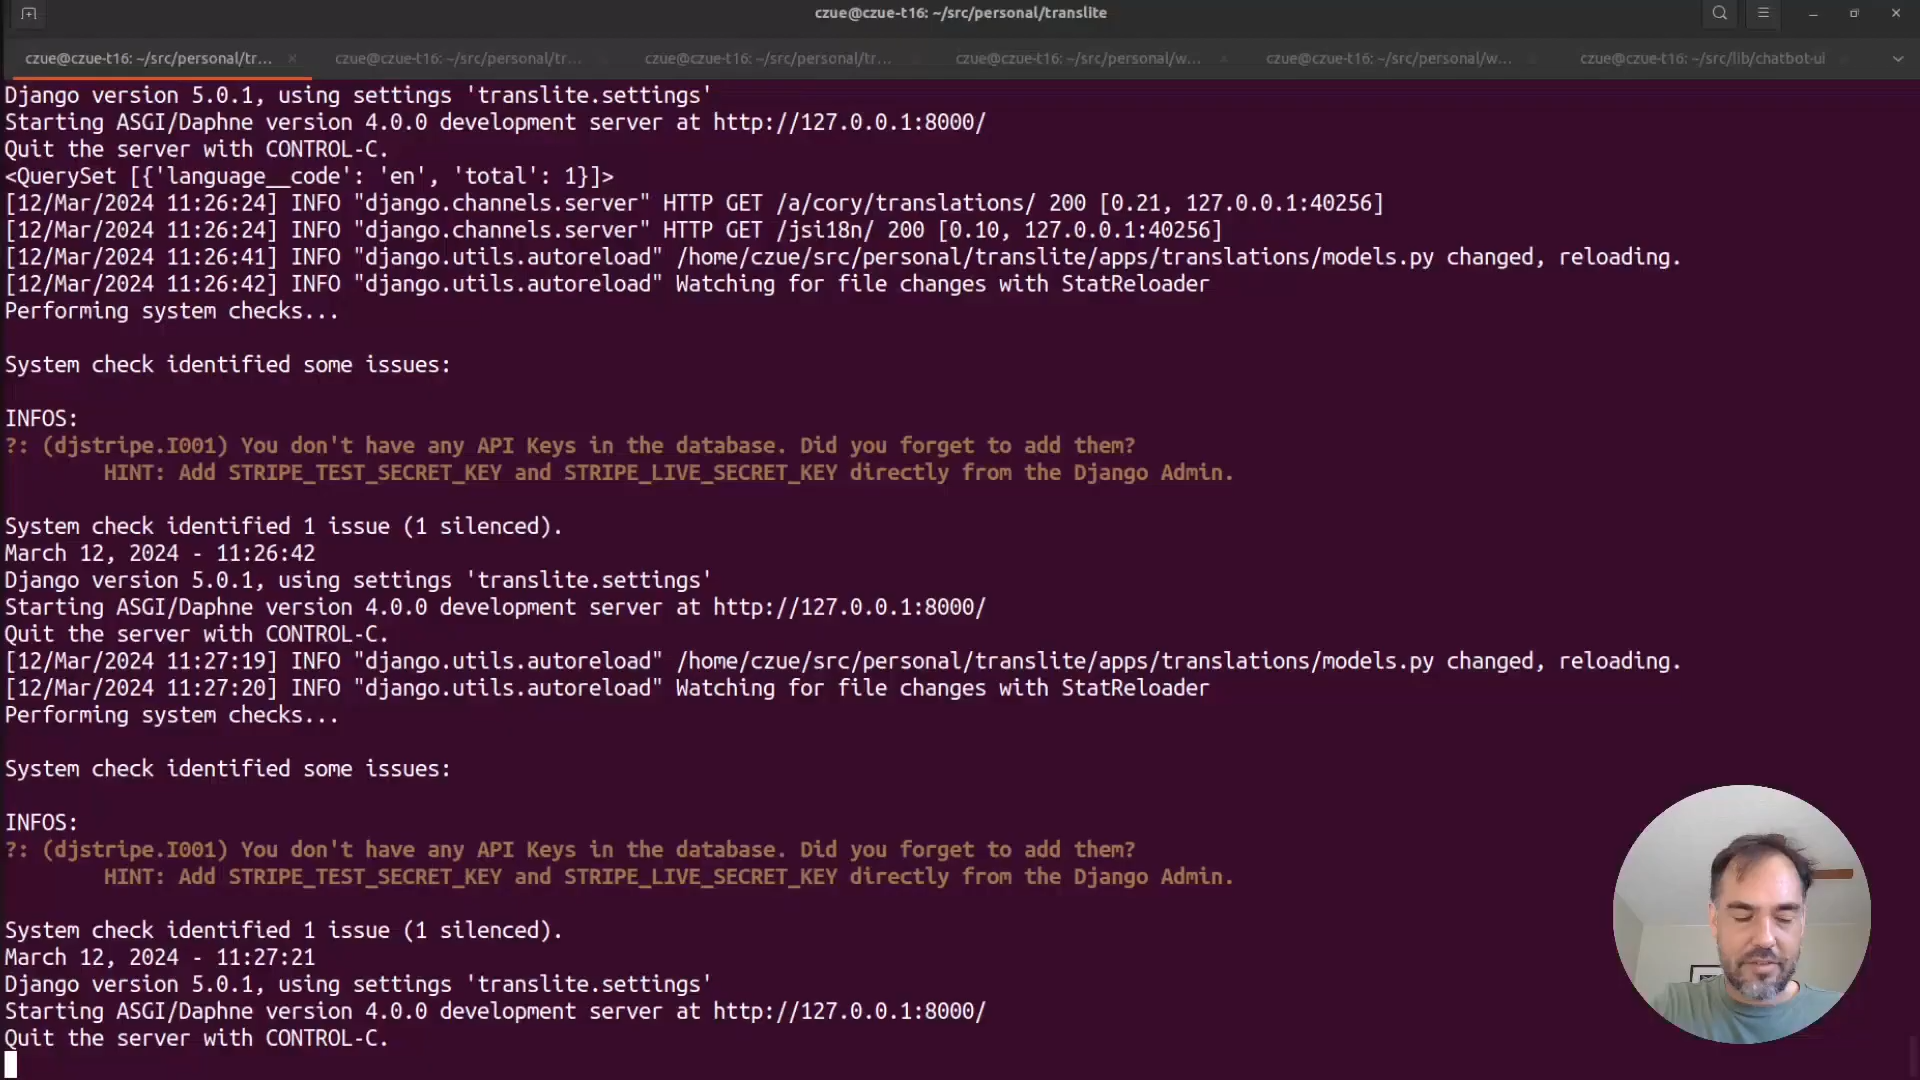 czue@czue-t16: ~/src/personal/translite
czue@czue-t16: ~/src/personal/tr...
czue@czue-t16: ~/src/personal/tr...
czue@czue-t16: ~/src/personal/tr...
czue@czue-t16: ~/src/personal/w...
czue@czue-t16: ~/src/personal/w...
czue@czue-t16: ~/src/lib/chatbot-ui
Django version 5.0.1, using settings 'translite.settings'
Starting ASGI/Daphne version 4.0.0 development server at http://127.0.0.1:8000/
Quit the server with CONTROL-C.
<QuerySet [{'language__code': 'en', 'total': 1}]>
[12/Mar/2024 11:26:24] INFO "django.channels.server" HTTP GET /a/cory/translations/ 200 [0.21, 127.0.0.1:40256]
[12/Mar/2024 11:26:24] INFO "django.channels.server" HTTP GET /jsi18n/ 200 [0.10, 127.0.0.1:40256]
[12/Mar/2024 11:26:41] INFO "django.utils.autoreload" /home/czue/src/personal/translite/apps/translations/models.py changed, reloading.
[12/Mar/2024 11:26:42] INFO "django.utils.autoreload" Watching for file changes with StatReloader
Performing system checks...
System check identified some issues:
INFOS:
?: (djstripe.I001) You don't have any API Keys in the database. Did you forget to add them?
HINT: Add STRIPE_TEST_SECRET_KEY and STRIPE_LIVE_SECRET_KEY directly from the Django Admin.
System check identified 1 issue (1 silenced).
March 12, 2024 - 11:26:42
Django version 5.0.1, using settings 'translite.settings'
Starting ASGI/Daphne version 4.0.0 development server at http://127.0.0.1:8000/
Quit the server with CONTROL-C.
[12/Mar/2024 11:27:19] INFO "django.utils.autoreload" /home/czue/src/personal/translite/apps/translations/models.py changed, reloading.
[12/Mar/2024 11:27:20] INFO "django.utils.autoreload" Watching for file changes with StatReloader
Performing system checks...
System check identified some issues:
INFOS:
?: (djstripe.I001) You don't have any API Keys in the database. Did you forget to add them?
HINT: Add STRIPE_TEST_SECRET_KEY and STRIPE_LIVE_SECRET_KEY directly from the Django Admin.
System check identified 1 issue (1 silenced).
March 12, 2024 - 11:27:21
Django version 5.0.1, using settings 'translite.settings'
Starting ASGI/Daphne version 4.0.0 development server at http://127.0.0.1:8000/
Quit the server with CONTROL-C.